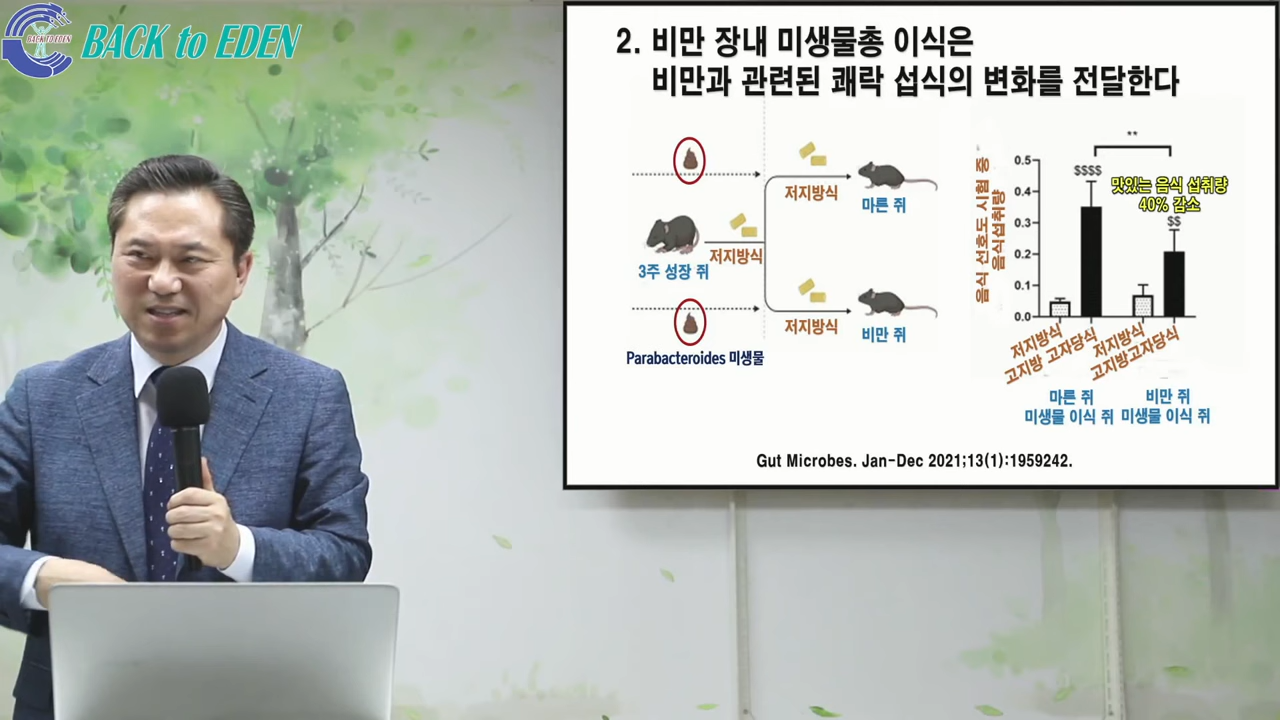 BACK TO EDEN
BACK to EDEN
2. 비만 장내 미생물총 이식은
비만과 관련된 쾌락 섭식의 변화를 전달한다
저지방식
마른 쥐
3주 성장 쥐
저지방식
저지방식
비만 쥐
Parabacteroides 미생물
음식 선호도 시험 중
음식섭취량
0.5
0.4
0.3
0.2
0.1
0.0
**
$$$$
맛있는 음식 섭취량
40% 감소
$$
저지방식
고지방 고자당식
저지방식
고지방고자당식
마른 쥐
미생물 이식 쥐
비만 쥐
미생물 이식 쥐
Gut Microbes. Jan-Dec 2021;13(1):1959242.